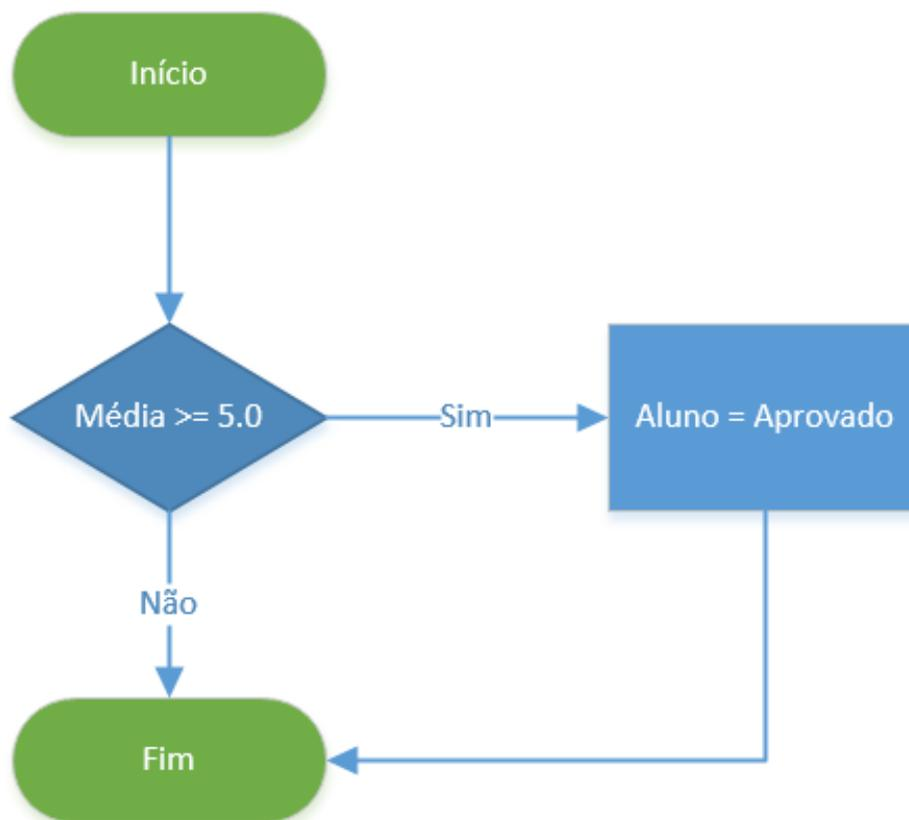 Início
Média >= 5.0
Sim
Aluno = Aprovado
Não
Fim